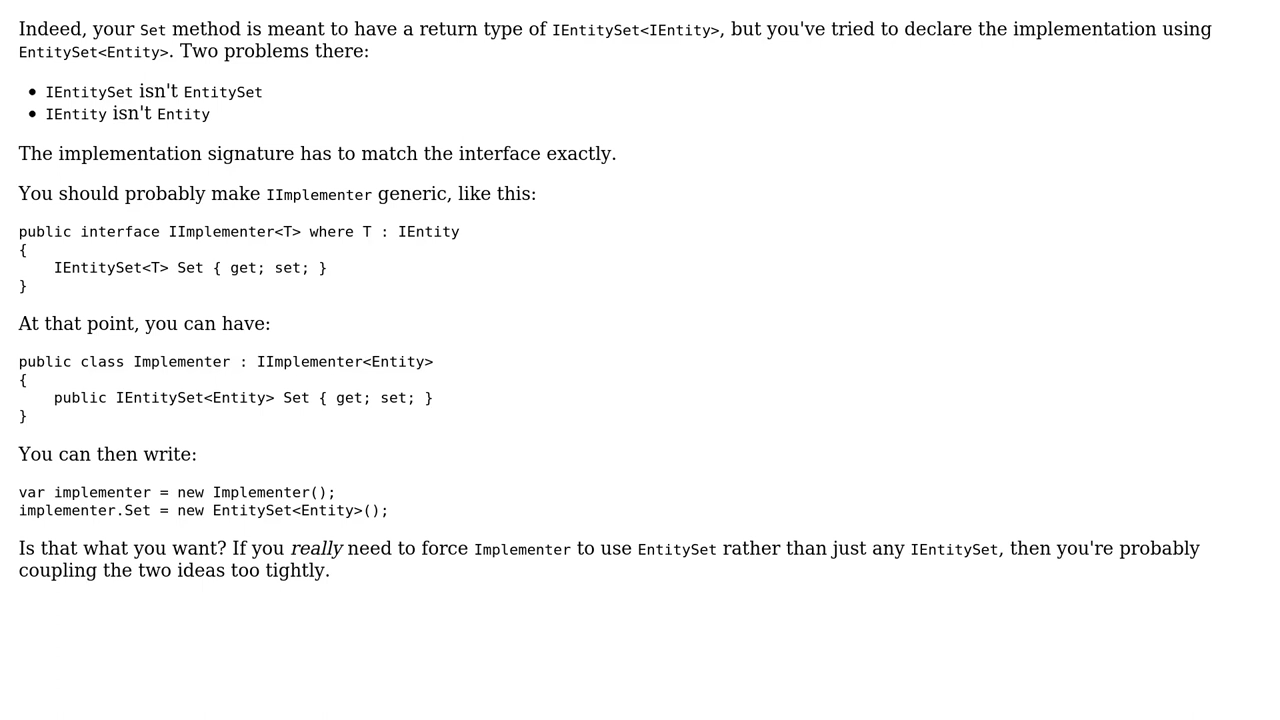 Indeed, your Set method is meant to have a return type of IEntitySet<IEntity>, but you've tried to declare the implementation using
EntitySet<Entity>. Two problems there:
• IEntitySet isn't EntitySet
• IEntity isn't Entity
The implementation signature has to match the interface exactly.
You should probably make IImplementer generic, like this:
public interface IImplementer<T> where T : IEntity
{
    IEntitySet<T> Set { get; set; }
}
At that point, you can have:
public class Implementer : IImplementer<Entity>
{
    public IEntitySet<Entity> Set { get; set; }
}
You can then write:
var implementer = new Implementer();
implementer.Set = new EntitySet<Entity>();
Is that what you want? If you really need to force Implementer to use EntitySet rather than just any IEntitySet, then you're probably
coupling the two ideas too tightly.